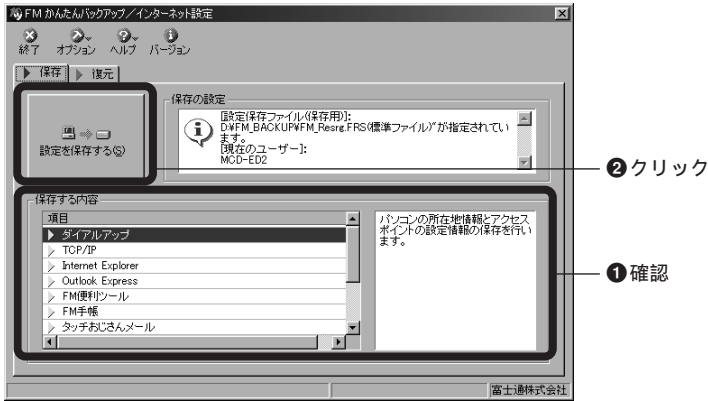 FM かんたんバックアップ／インターネット設定
終了 オプション ヘルプ バージョン
保存 復元
設定を保存する(S)
保存の設定
[設定保存ファイル(保存用)]:
D:¥FM_BACKUP¥FM_Resrg.FRS(標準ファイル)"が指定されてい
ます。
[現在のユーザー]:
MCD-ED2
❷クリック
保存する内容
項目
ダイアルアップ
TCP/IP
Internet Explorer
Outlook Express
FM便利ツール
FM手帳
タッチおじさんメール
パソコンの所在地情報とアクセス
ポイントの設定情報の保存を行い
ます。
❶確認
富士通株式会社